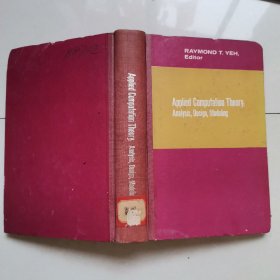 RAYMOND T. YEH,
Editor
Applied Computation Theory:
Analysis, Design, Modeling
Applied Computation Theory: Analysis, Design, Modeling